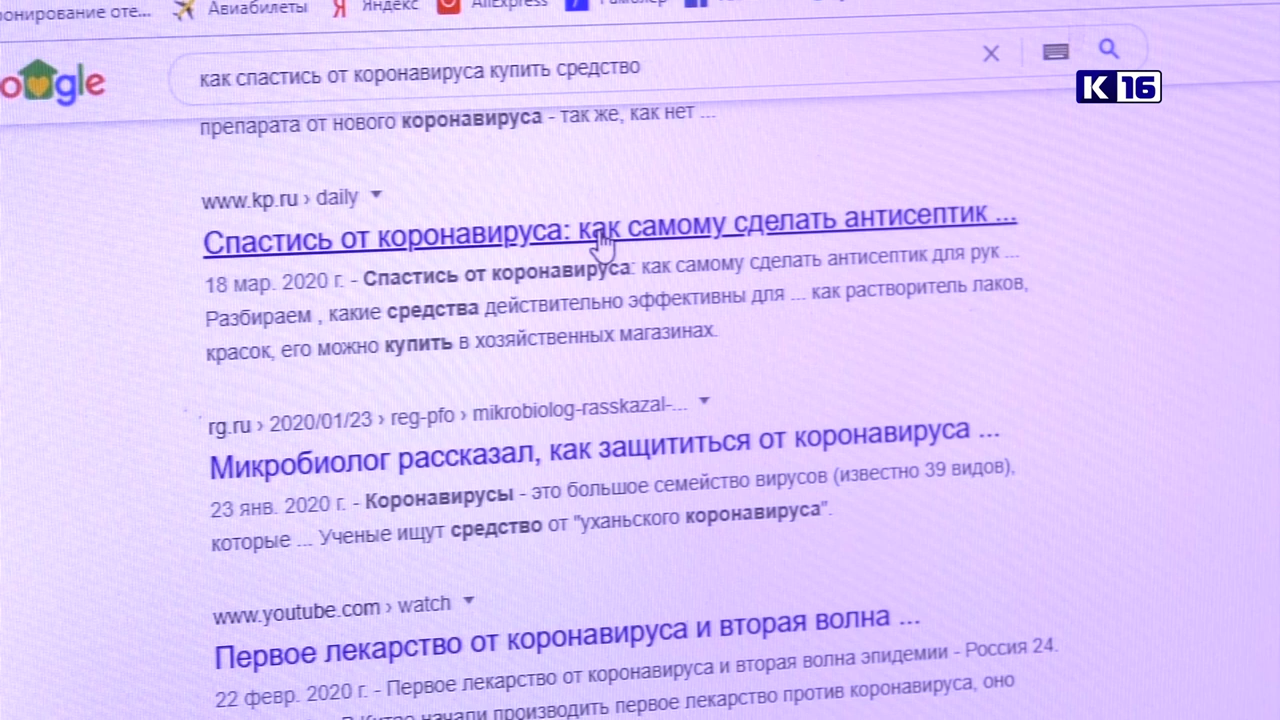 Авиабилеты
Яндекс
AliExpress
oogle
как спастись от коронавируса купить средство
K 16
препарата от нового коронавируса - так же, как нет ...
www.kp.ru › daily
Спастись от коронавируса: как самому сделать антисептик ...
18 мар. 2020 г. - Спастись от коронавируса: как самому сделать антисептик для рук ...
Разбираем , какие средства действительно эффективны для ... как растворитель лаков,
красок, его можно купить в хозяйственных магазинах.
rg.ru › 2020/01/23 › reg-pfo › mikrobiolog-rasskazal-...
Микробиолог рассказал, как защититься от коронавируса ...
23 янв. 2020 г. - Коронавирусы - это большое семейство вирусов (известно 39 видов),
которые ... Ученые ищут средство от "уханьского коронавируса".
www.youtube.com › watch
Первое лекарство от коронавируса и вторая волна ...
22 февр. 2020 г. - Первое лекарство от коронавируса и вторая волна эпидемии - Россия 24.
В Китае начали производить первое лекарство против коронавируса, оно